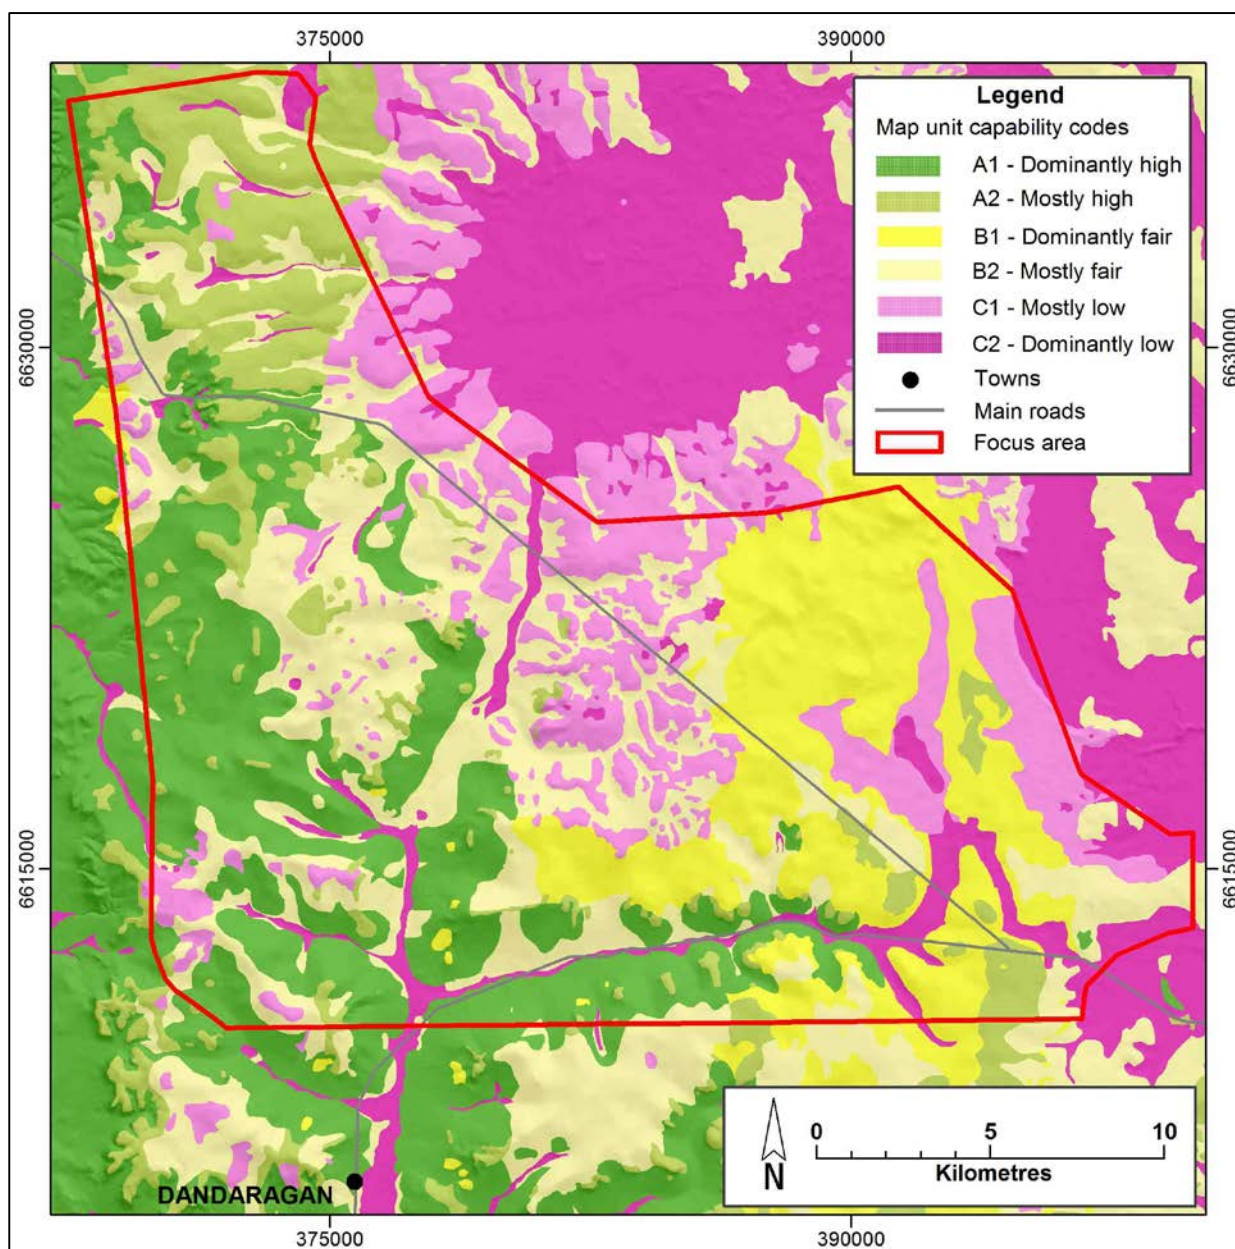 375000 390000
Legend
Map unit capability codes
A1 - Dominantly high
A2 - Mostly high
B1 - Dominantly fair
B2 - Mostly fair
C1 - Mostly low
C2 - Dominantly low
Towns
Main roads
Focus area
6630000 6630000
6615000 6615000
0 5 10
Kilometres
N
DANDARAGAN
375000 390000